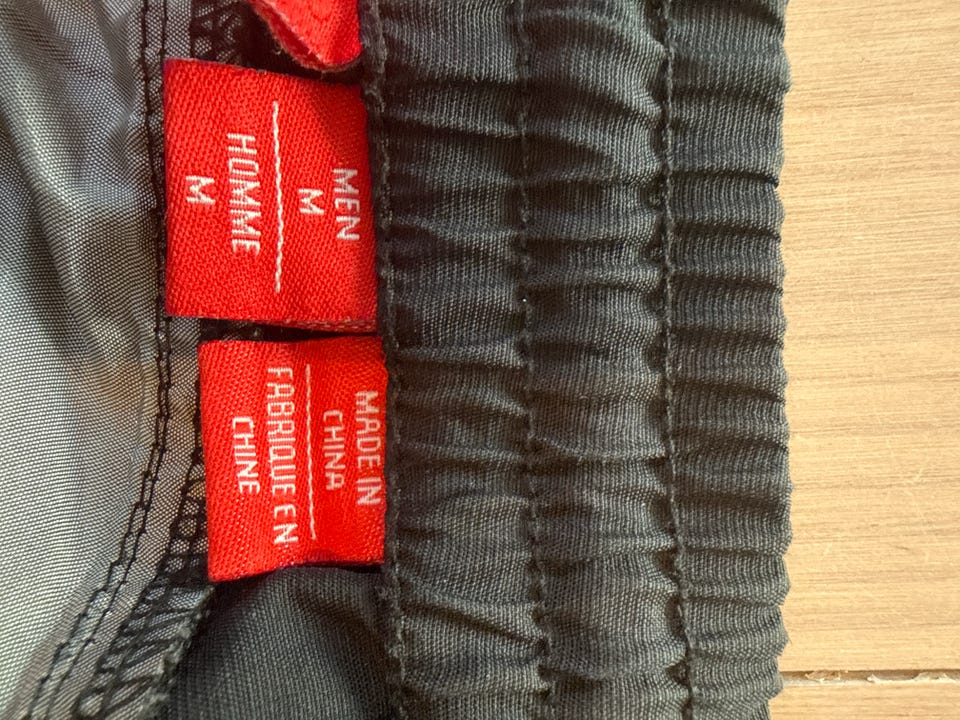 MEN
M
HOMME
M
MADE IN
CHINA
FABRIQUE EN
CHINE